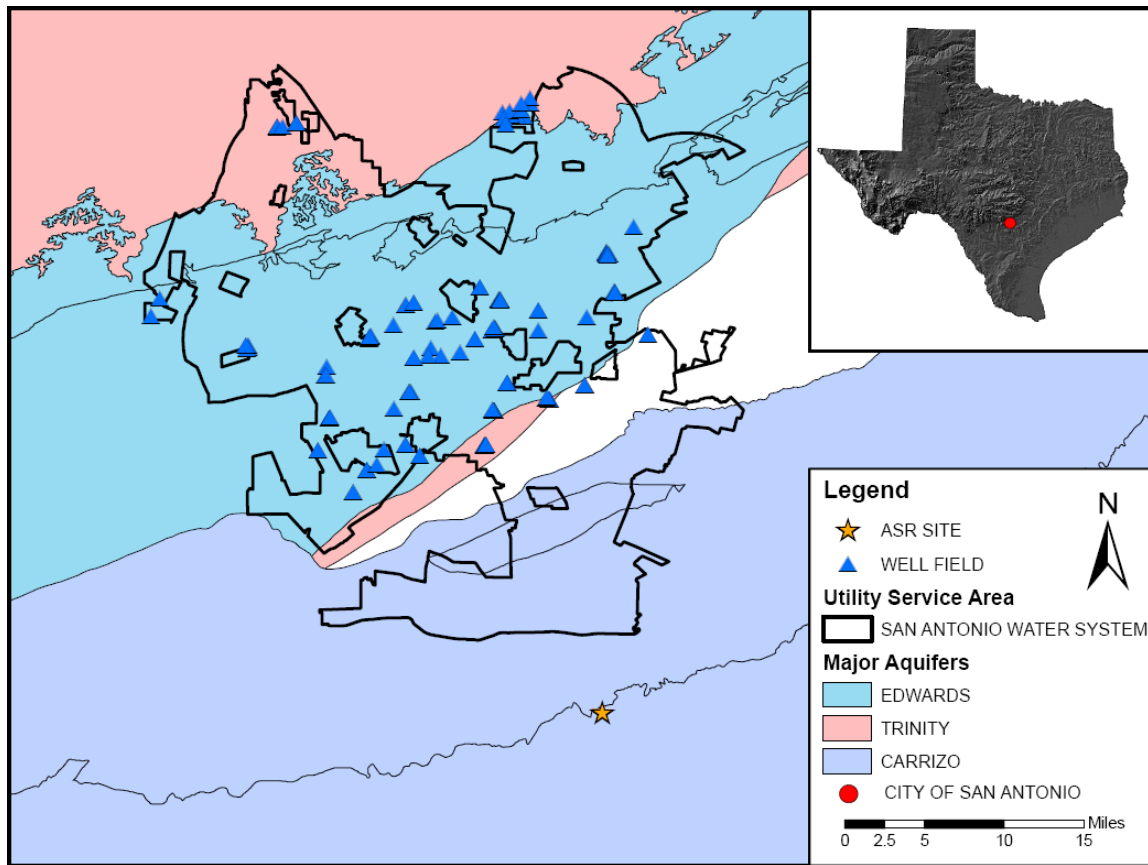 Legend
N
ASR SITE
WELL FIELD
Utility Service Area
SAN ANTONIO WATER SYSTEM
Major Aquifers
EDWARDS
TRINITY
CARRIZO
CITY OF SAN ANTONIO
Miles
0 2.5 5 10 15